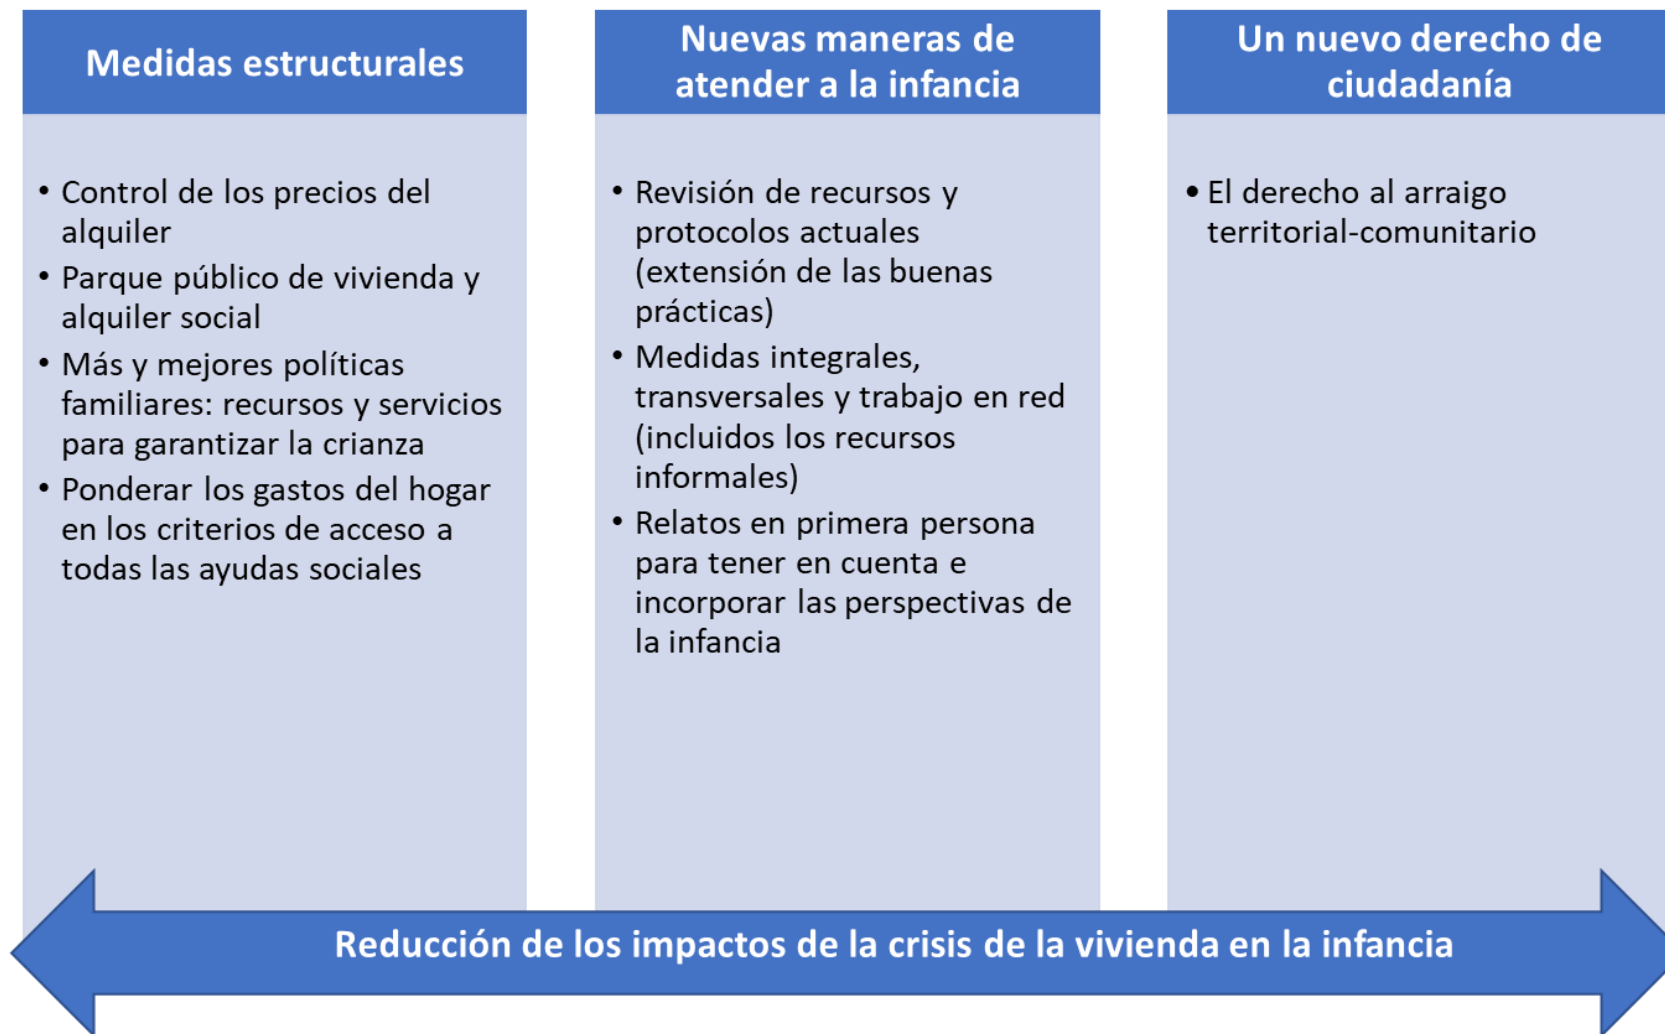 Medidas estructurales
• Control de los precios del
alquiler
• Parque público de vivienda y
alquiler social
• Más y mejores políticas
familiares: recursos y servicios
para garantizar la crianza
• Ponderar los gastos del hogar
en los criterios de acceso a
todas las ayudas sociales
Nuevas maneras de
atender a la infancia
• Revisión de recursos y
protocolos actuales
(extensión de las buenas
prácticas)
• Medidas integrales,
transversales y trabajo en red
(incluidos los recursos
informales)
• Relatos en primera persona
para tener en cuenta e
incorporar las perspectivas de
la infancia
Un nuevo derecho de
ciudadanía
• El derecho al arraigo
territorial-comunitario
Reducción de los impactos de la crisis de la vivienda en la infancia